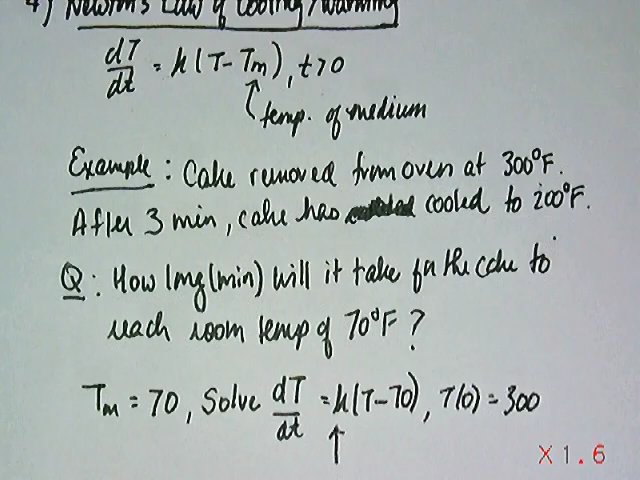 4) Newton's Law of Cooling/Warming
dT/dt = k(T - Tm), t>0
temp. of medium
Example: Cake removed from oven at 300°F.
After 3 min, cake has cooled to 200°F.
Q: How long (min) will it take for the cake to
reach room temp of 70°F?
Tm = 70, Solve dT/dt = k(T-70), T(0) = 300
X1.6